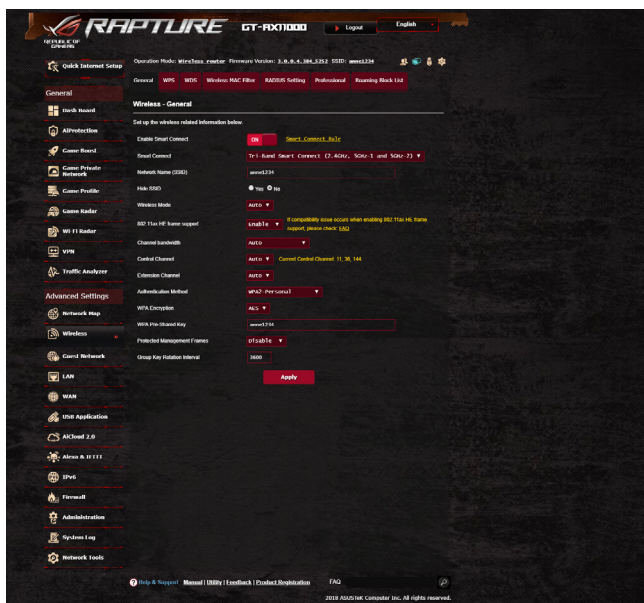 REPUBLIC OF
GAMERS
RAPTURE GT-AX11000 Logout English
Operation Mode: Wireless router Firmware Version: 3.0.0.4.384_5252 SSID: anne1234
Quick Internet Setup
General WPS WDS Wireless MAC Filter RADIUS Setting Professional Roaming Block List
General
Dash Board
AiProtection
Game Boost
Game Private
Network
Game Profile
Game Radar
Wi-Fi Radar
VPN
Traffic Analyzer
Advanced Settings
Network Map
Wireless
Guest Network
LAN
WAN
USB Application
AiCloud 2.0
Alexa & IFTTT
IPv6
Firewall
Administration
System Log
Network Tools
Wireless - General
Set up the wireless related information below.
Enable Smart Connect ON Smart Connect Rule
Smart Connect Tri-Band Smart Connect (2.4GHz, 5GHz-1 and 5GHz-2)
Network Name (SSID) anne1234
Hide SSID Yes No
Wireless Mode Auto
802.11ax HE frame support Enable If compatibility issue occurs when enabling 802.11ax HE frame
support, please check: FAQ
Channel bandwidth Auto
Control Channel Auto Current Control Channel: 11, 36, 144
Extension Channel Auto
Authentication Method WPA2-Personal
WPA Encryption AES
WPA Pre-Shared Key anne1234
Protected Management Frames Disable
Group Key Rotation Interval 3600
Apply
Help & Support Manual | Utility | Feedback | Product Registration FAQ
2018 ASUSTeK Computer Inc. All rights reserved.